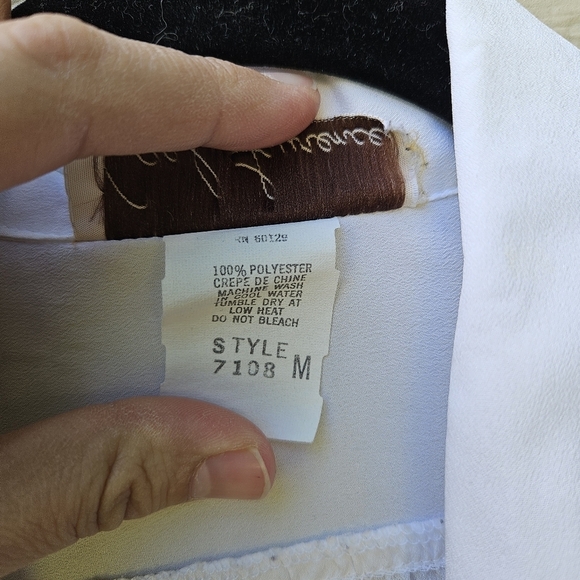 RN 60129
100% POLYESTER
CREPE DE CHINE
MACHINE WASH
IN COOL WATER
TUMBLE DRY AT
LOW HEAT
DO NOT BLEACH
STYLE
7108 M